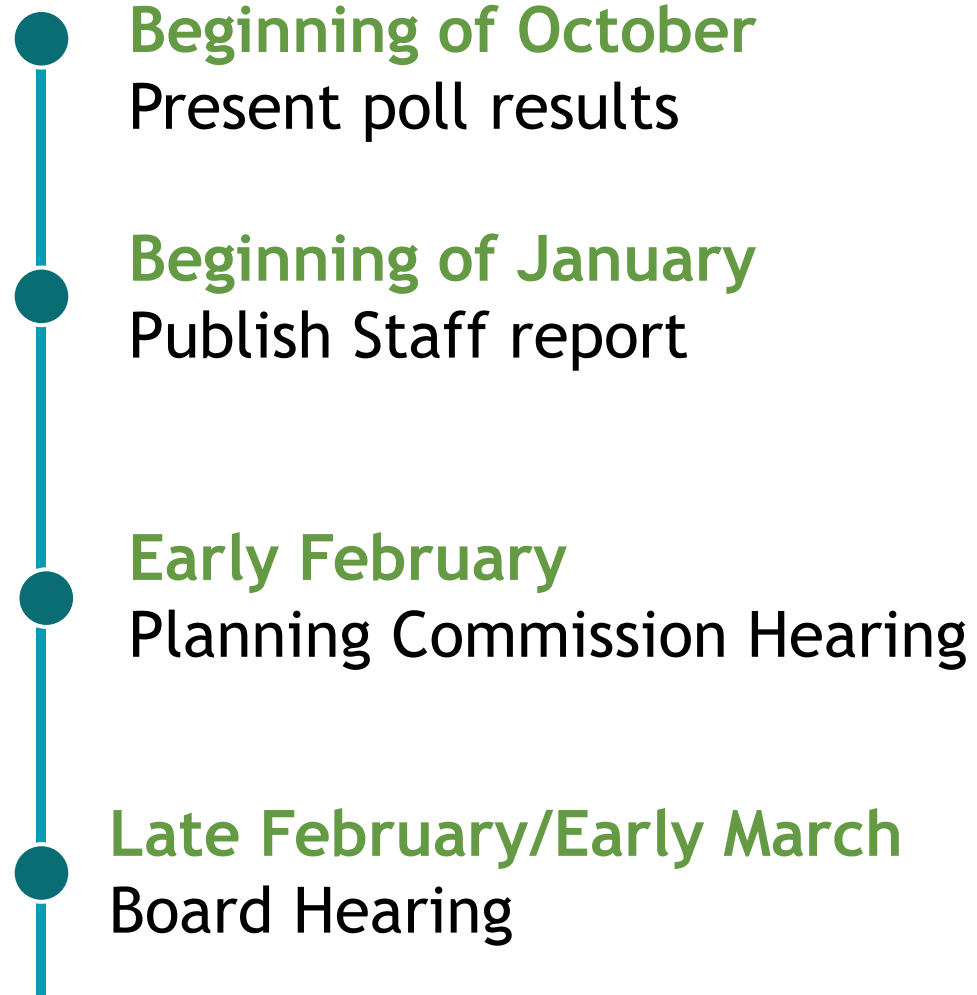 Beginning of October
Present poll results
Beginning of January
Publish Staff report
Early February
Planning Commission Hearing
Late February/Early March
Board Hearing